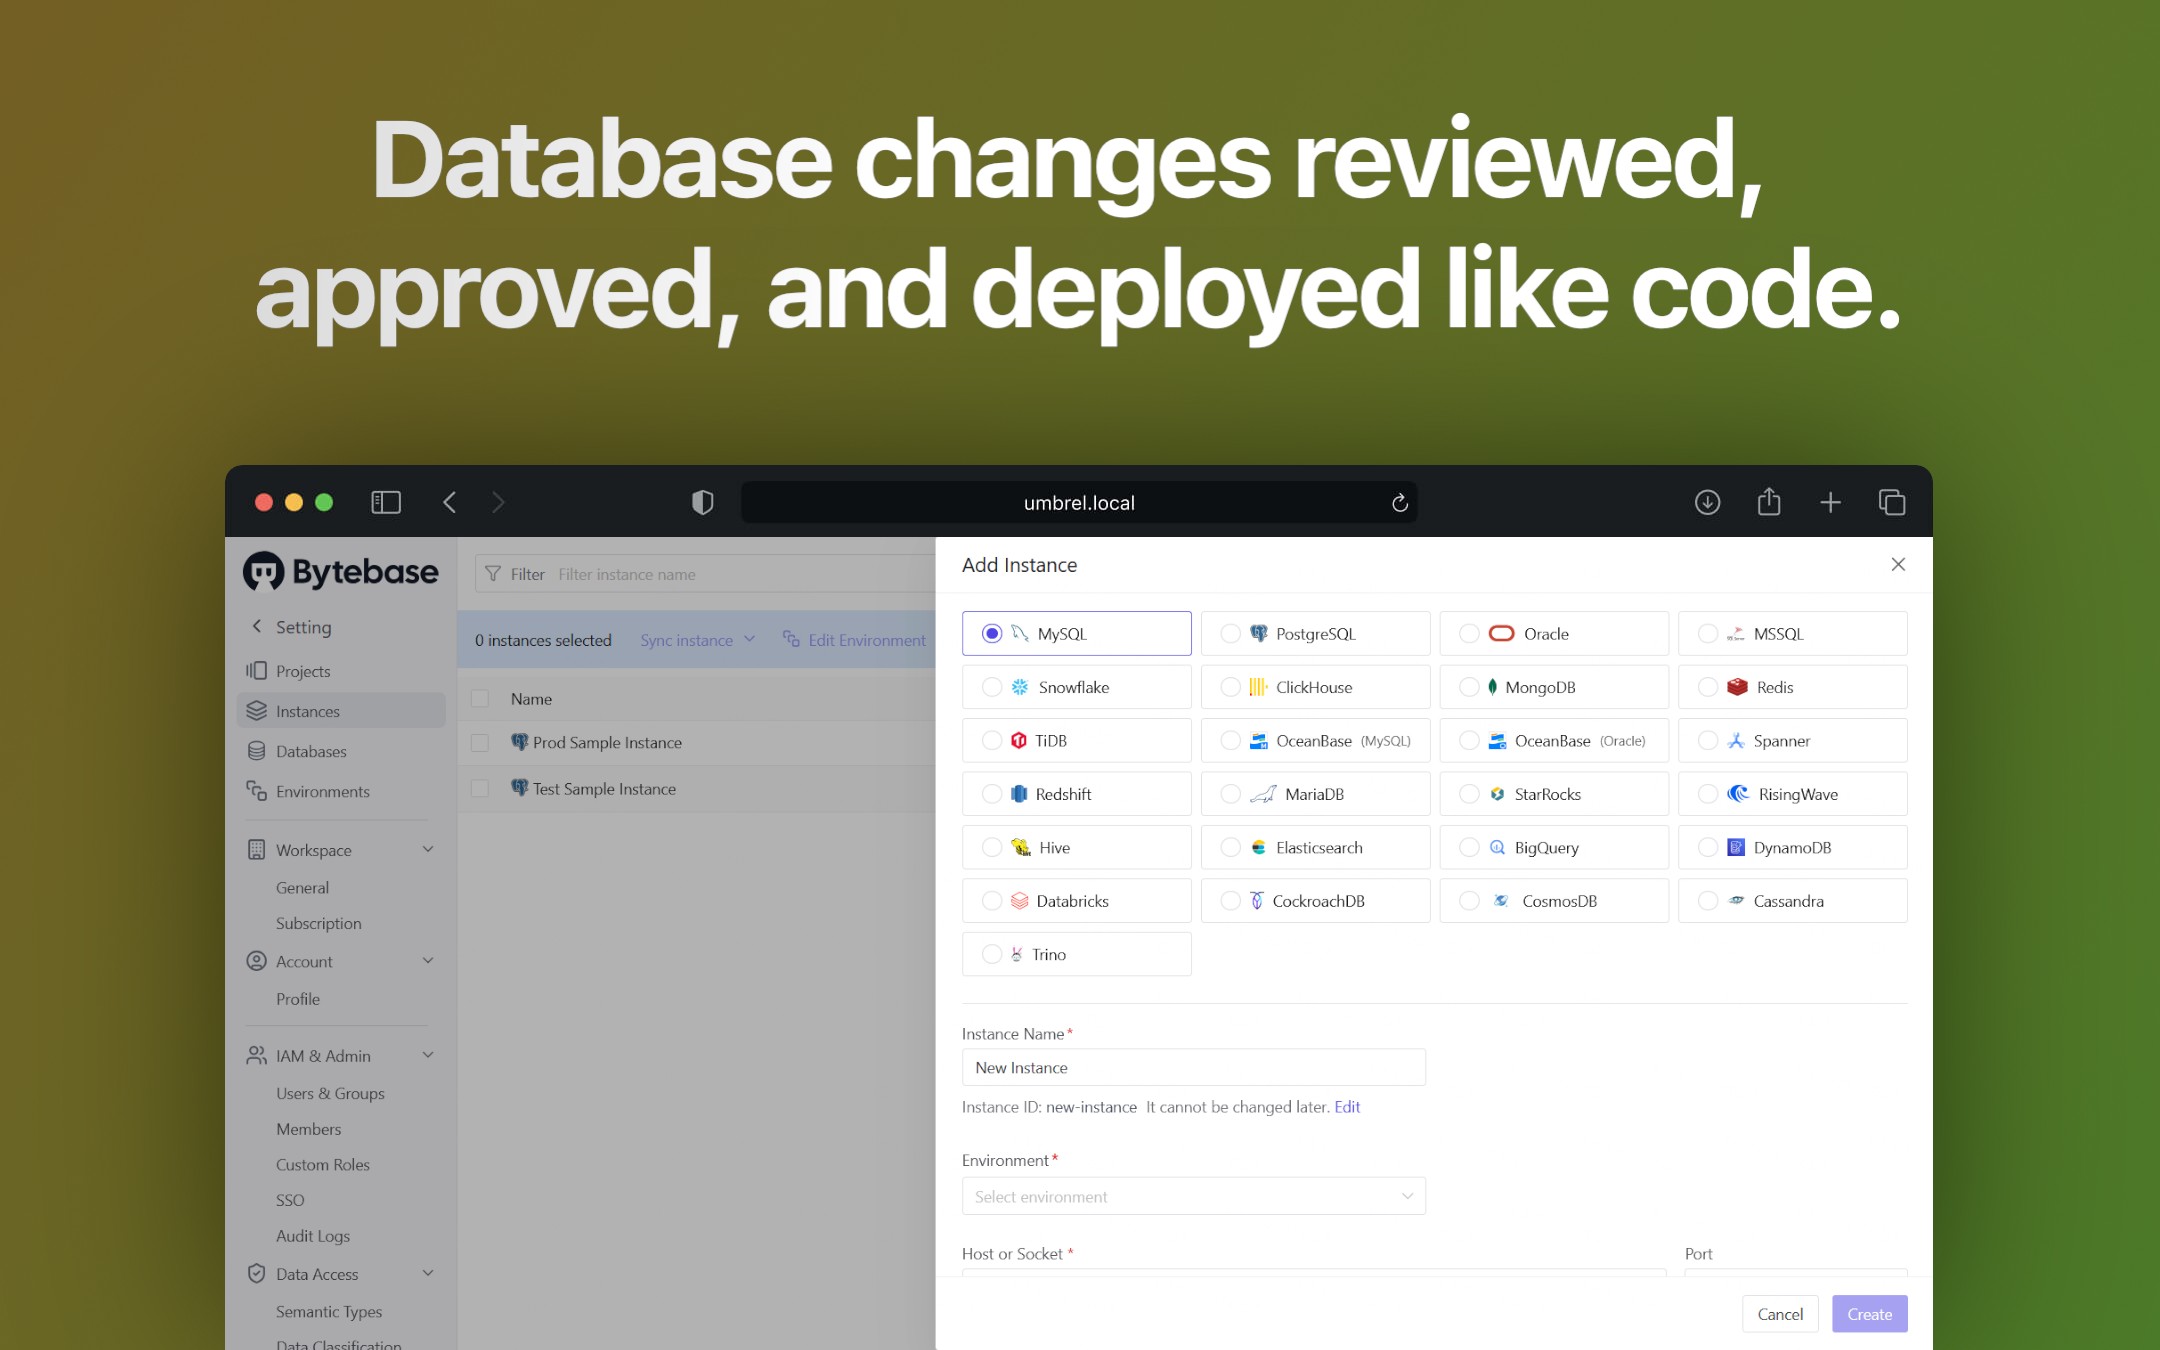 Database changes reviewed,
approved, and deployed like code.
umbrel.local
Bytebase
Setting
Projects
Instances
Databases
Environments
Workspace
General
Subscription
Account
Profile
IAM & Admin
Users & Groups
Members
Custom Roles
SSO
Audit Logs
Data Access
Semantic Types
Data Classification
Filter Filter instance name
0 instances selected Sync instance Edit Environment
Name
Prod Sample Instance
Test Sample Instance
Add Instance
MySQL PostgreSQL Oracle MSSQL
Snowflake ClickHouse MongoDB Redis
TiDB OceanBase (MySQL) OceanBase (Oracle) Spanner
Redshift MariaDB StarRocks RisingWave
Hive Elasticsearch BigQuery DynamoDB
Databricks CockroachDB CosmosDB Cassandra
Trino
Instance Name*
New Instance
Instance ID: new-instance It cannot be changed later. Edit
Environment*
Select environment
Host or Socket * Port
Cancel Create